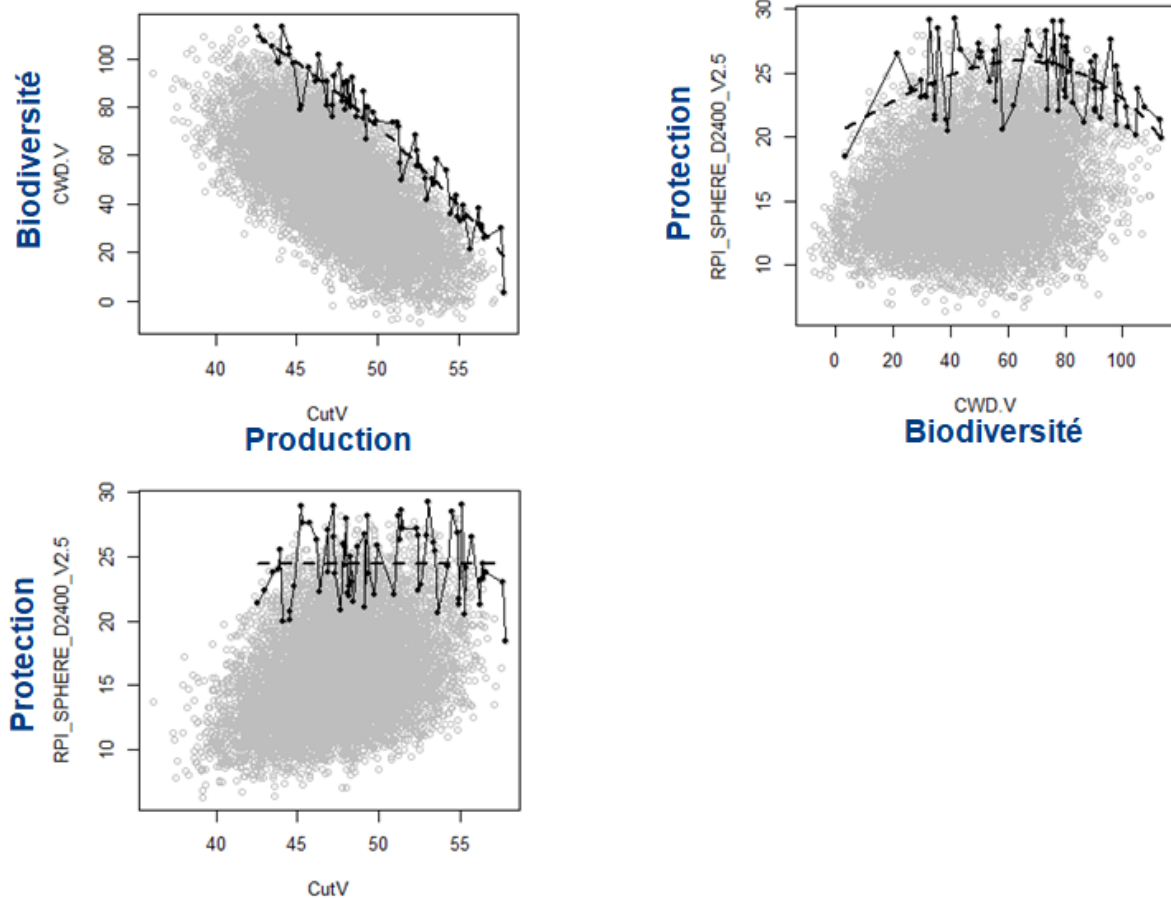 Biodiversité
CWD.V
0 20 40 60 80 100
40 45 50 55
CutV
Production
Protection
RPI_SPHERE_D2400_V2.5
10 15 20 25 30
0 20 40 60 80 100
CWD.V
Biodiversité
Protection
RPI_SPHERE_D2400_V2.5
10 15 20 25 30
40 45 50 55
CutV